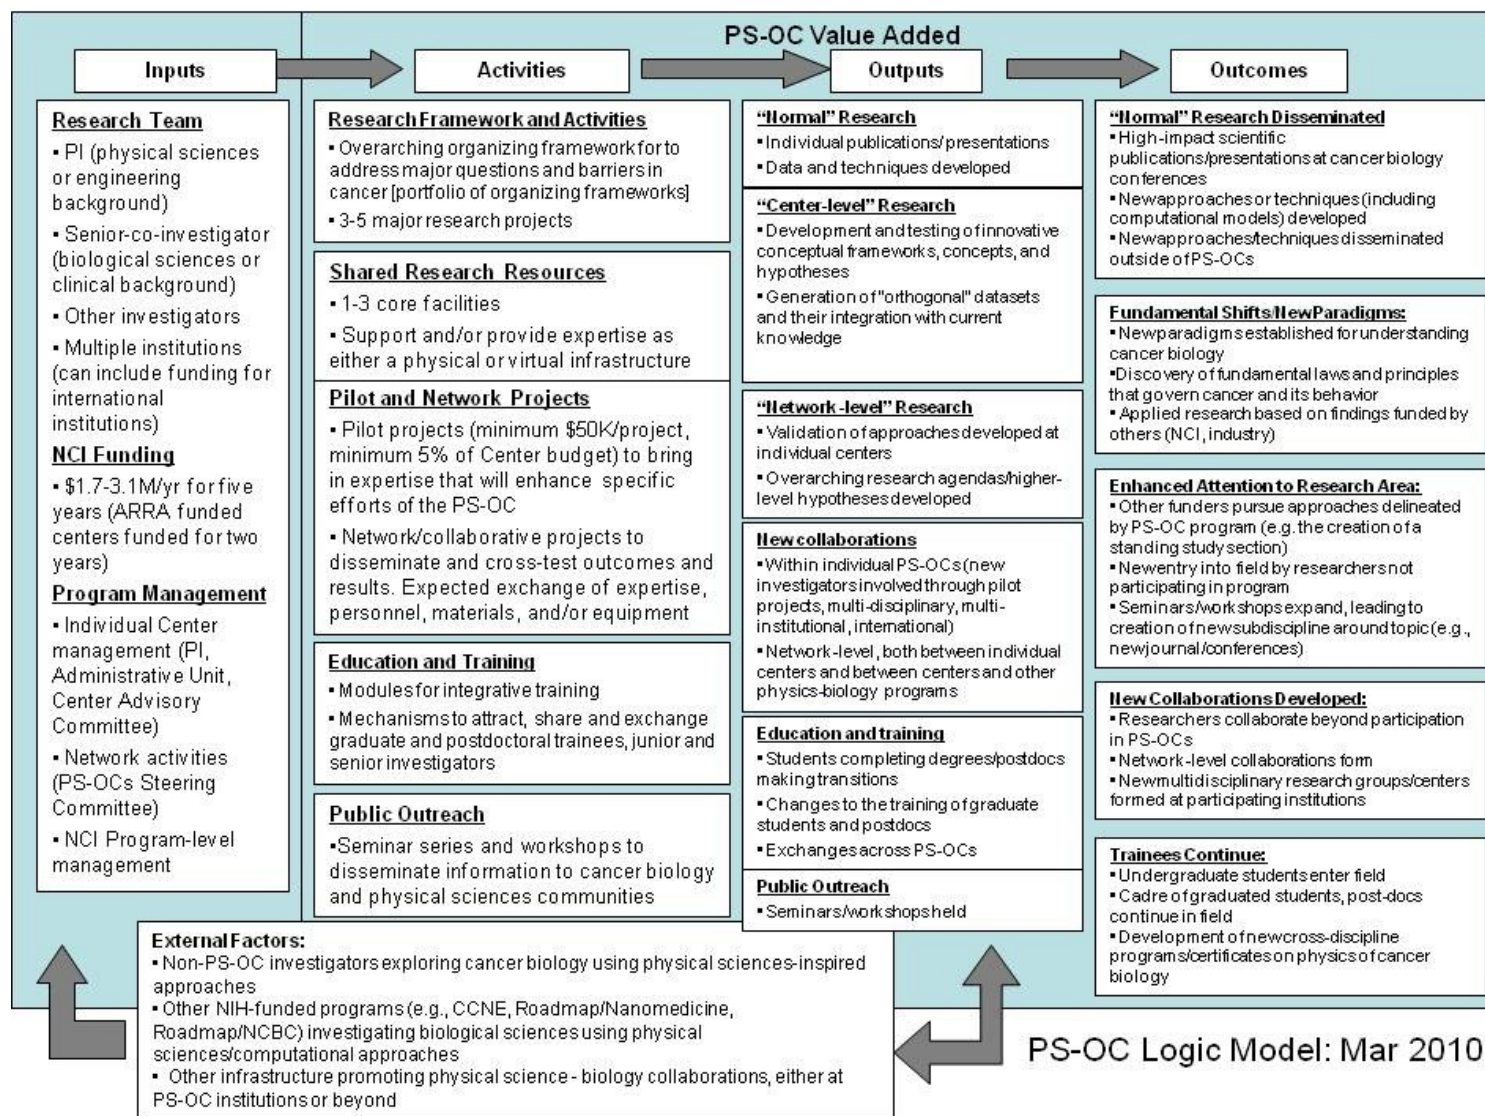 PS-OC Value Added
Inputs
Activities
Outputs
Outcomes
Research Team
▪ PI (physical sciences
or engineering
background)
▪ Senior-co-investigator
(biological sciences or
clinical background)
▪ Other investigators
▪ Multiple institutions
(can include funding for
international
institutions)
NCI Funding
▪ $1.7-3.1M/yr for five
years (ARRA funded
centers funded for two
years)
Program Management
▪ Individual Center
management (PI,
Administrative Unit,
Center Advisory
Committee)
▪ Network activities
(PS-OCs Steering
Committee)
▪ NCI Program-level
management
Research Framework and Activities
▪ Overarching organizing framework for to
address major questions and barriers in
cancer [portfolio of organizing frameworks]
▪ 3-5 major research projects
Shared Research Resources
▪ 1-3 core facilities
▪ Support and/or provide expertise as
either a physical or virtual infrastructure
Pilot and Network Projects
▪ Pilot projects (minimum $50K/project,
minimum 5% of Center budget) to bring
in expertise that will enhance specific
efforts of the PS-OC
▪ Network/collaborative projects to
disseminate and cross-test outcomes and
results. Expected exchange of expertise,
personnel, materials, and/or equipment
Education and Training
▪ Modules for integrative training
▪ Mechanisms to attract, share and exchange
graduate and postdoctoral trainees, junior and
senior investigators
Public Outreach
▪Seminar series and workshops to
disseminate information to cancer biology
and physical sciences communities
“Normal” Research
▪ Individual publications/presentations
▪ Data and techniques developed
“Center-level” Research
▪ Development and testing of innovative
conceptual frameworks, concepts, and
hypotheses
▪ Generation of "orthogonal" datasets
and their integration with current
knowledge
“Network-level” Research
▪ Validation of approaches developed at
individual centers
▪ Overarching research agendas/higher-
level hypotheses developed
New collaborations
▪ Within individual PS-OCs (new
investigators involved through pilot
projects, multi-disciplinary, multi-
institutional, international)
▪ Network-level, both between individual
centers and between centers and other
physics-biology programs
Education and training
▪ Students completing degrees/postdocs
making transitions
▪ Changes to the training of graduate
students and postdocs
▪ Exchanges across PS-OCs
Public Outreach
▪ Seminars/workshops held
“Normal” Research Disseminated
▪ High-impact scientific
publications/presentations at cancer biology
conferences
▪ New approaches or techniques (including
computational models) developed
▪ New approaches/techniques disseminated
outside of PS-OCs
Fundamental Shifts/New Paradigms:
▪ New paradigms established for understanding
cancer biology
▪Discovery of fundamental laws and principles
that govern cancer and its behavior
▪ Applied research based on findings funded by
others (NCI, industry)
Enhanced Attention to Research Area:
▪ Other funders pursue approaches delineated
by PS-OC program (e.g. the creation of a
standing study section)
▪ New entry into field by researchers not
participating in program
▪ Seminars/workshops expand, leading to
creation of new subdiscipline around topic (e.g.,
new journal/conferences)
New Collaborations Developed:
▪ Researchers collaborate beyond participation
in PS-OCs
▪ Network-level collaborations form
▪ New multidisciplinary research groups/centers
formed at participating institutions
Trainees Continue:
▪ Undergraduate students enter field
▪ Cadre of graduated students, post-docs
continue in field
▪ Development of new cross-discipline
programs/certificates on physics of cancer
biology
External Factors:
▪ Non-PS-OC investigators exploring cancer biology using physical sciences-inspired
approaches
▪ Other NIH-funded programs (e.g., CCNE, Roadmap/Nanomedicine,
Roadmap/NCBC) investigating biological sciences using physical
sciences/computational approaches
▪ Other infrastructure promoting physical science - biology collaborations, either at
PS-OC institutions or beyond
PS-OC Logic Model: Mar 2010